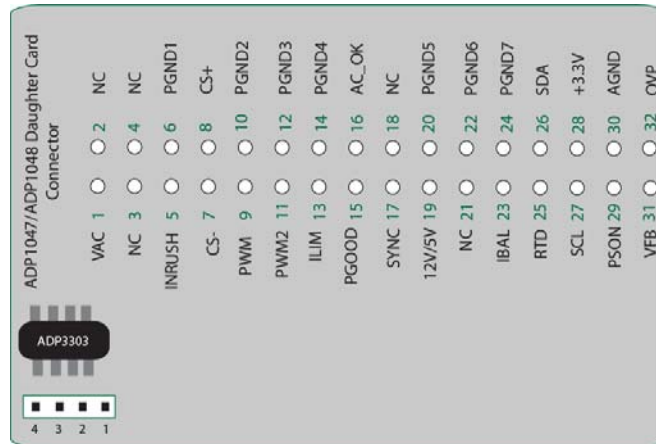 ADP1047/ADP1048 Daughter Card
Connector
NC
NC
PGND1
CS+
PGND2
PGND3
PGND4
AC_OK
NC
PGND5
PGND6
PGND7
SDA
+3.3V
AGND
OVP
2 4 6 8 10 12 14 16 18 20 22 24 26 28 30 32
1 3 5 7 9 11 13 15 17 19 21 23 25 27 29 31
VAC
NC
INRUSH
CS-
PWM
PWM2
ILIM
PGOOD
SYNC
12V/5V
NC
IBAL
RTD
SCL
PSON
VFB
ADP3303
4 3 2 1